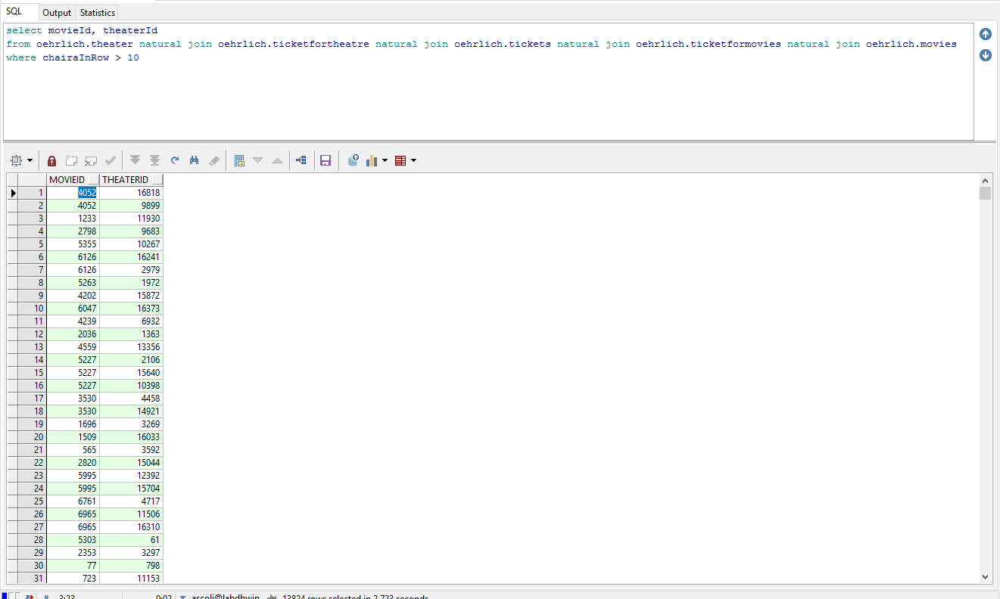 SQL Output Statistics
select movieId, theaterId
from oehrlich.theater natural join oehrlich.ticketfortheatre natural join oehrlich.tickets natural join oehrlich.ticketformovies natural join oehrlich.movies
where chairaInRow > 10
MOVIEID THEATERID
1 4052 16818
2 4052 9899
3 1233 11930
4 2798 9683
5 5355 10267
6 6126 16241
7 6126 2979
8 5263 1972
9 4202 15872
10 6047 16373
11 4239 6932
12 2036 1363
13 4559 13356
14 5227 2106
15 5227 15640
16 5227 10398
17 3530 4458
18 3530 14921
19 1696 3269
20 1509 16033
21 565 3592
22 2820 15044
23 5995 12392
24 5995 15704
25 6761 4717
26 6965 11506
27 6965 16310
28 5303 61
29 2353 3297
30 77 798
31 723 11153
3:23 0:02 ascoli@labdbwin 13824 rows selected in 2.723 seconds